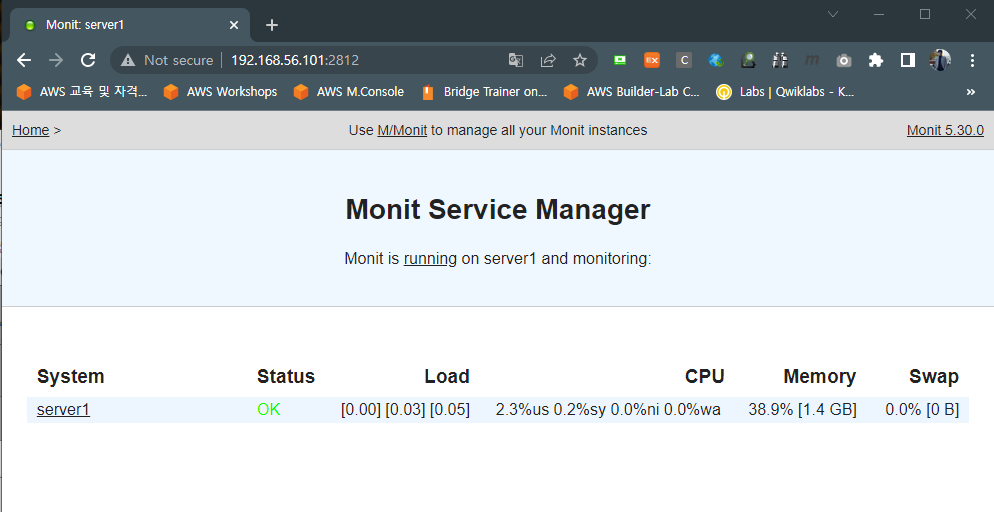 Monit: server1
Not secure 192.168.56.101:2812
EX C m
AWS 교육 및 자격... AWS Workshops AWS M.Console Bridge Trainer on... AWS Builder-Lab C... Labs | Qwiklabs - K... »
Home > Use M/Monit to manage all your Monit instances Monit 5.30.0
Monit Service Manager
Monit is running on server1 and monitoring:
System Status Load CPU Memory Swap
server1 OK [0.00] [0.03] [0.05] 2.3%us 0.2%sy 0.0%ni 0.0%wa 38.9% [1.4 GB] 0.0% [0 B]